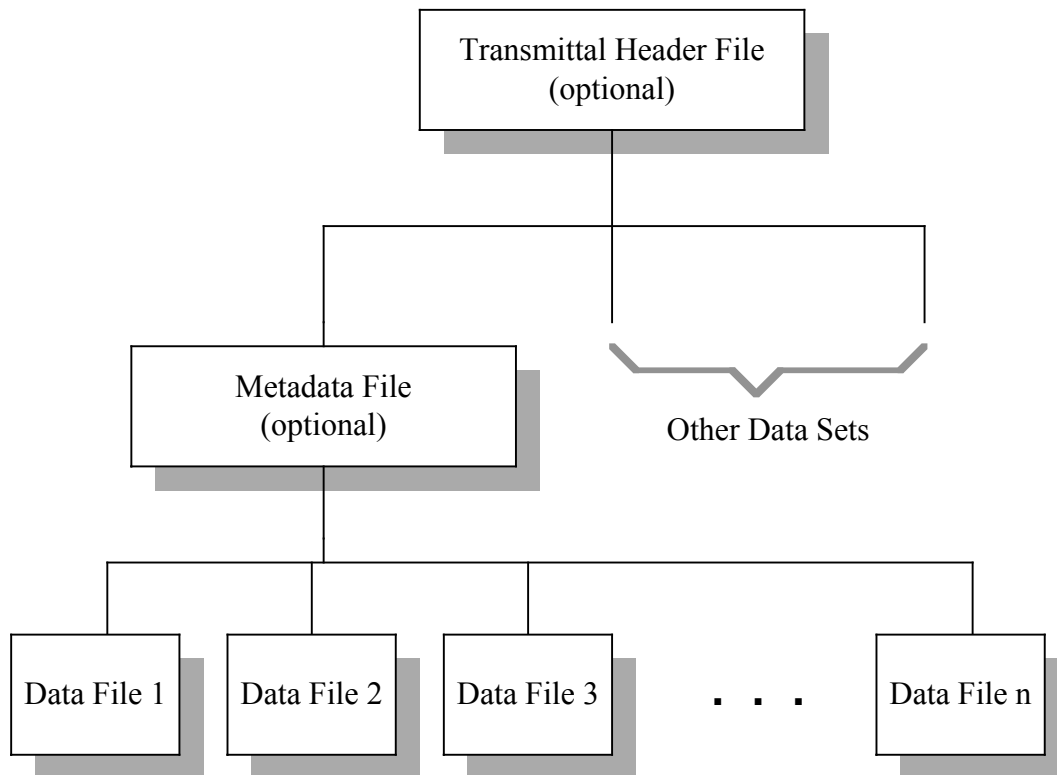 Transmittal Header File
(optional)
Metadata File
(optional)
Other Data Sets
Data File 1
Data File 2
Data File 3
. . .
Data File n